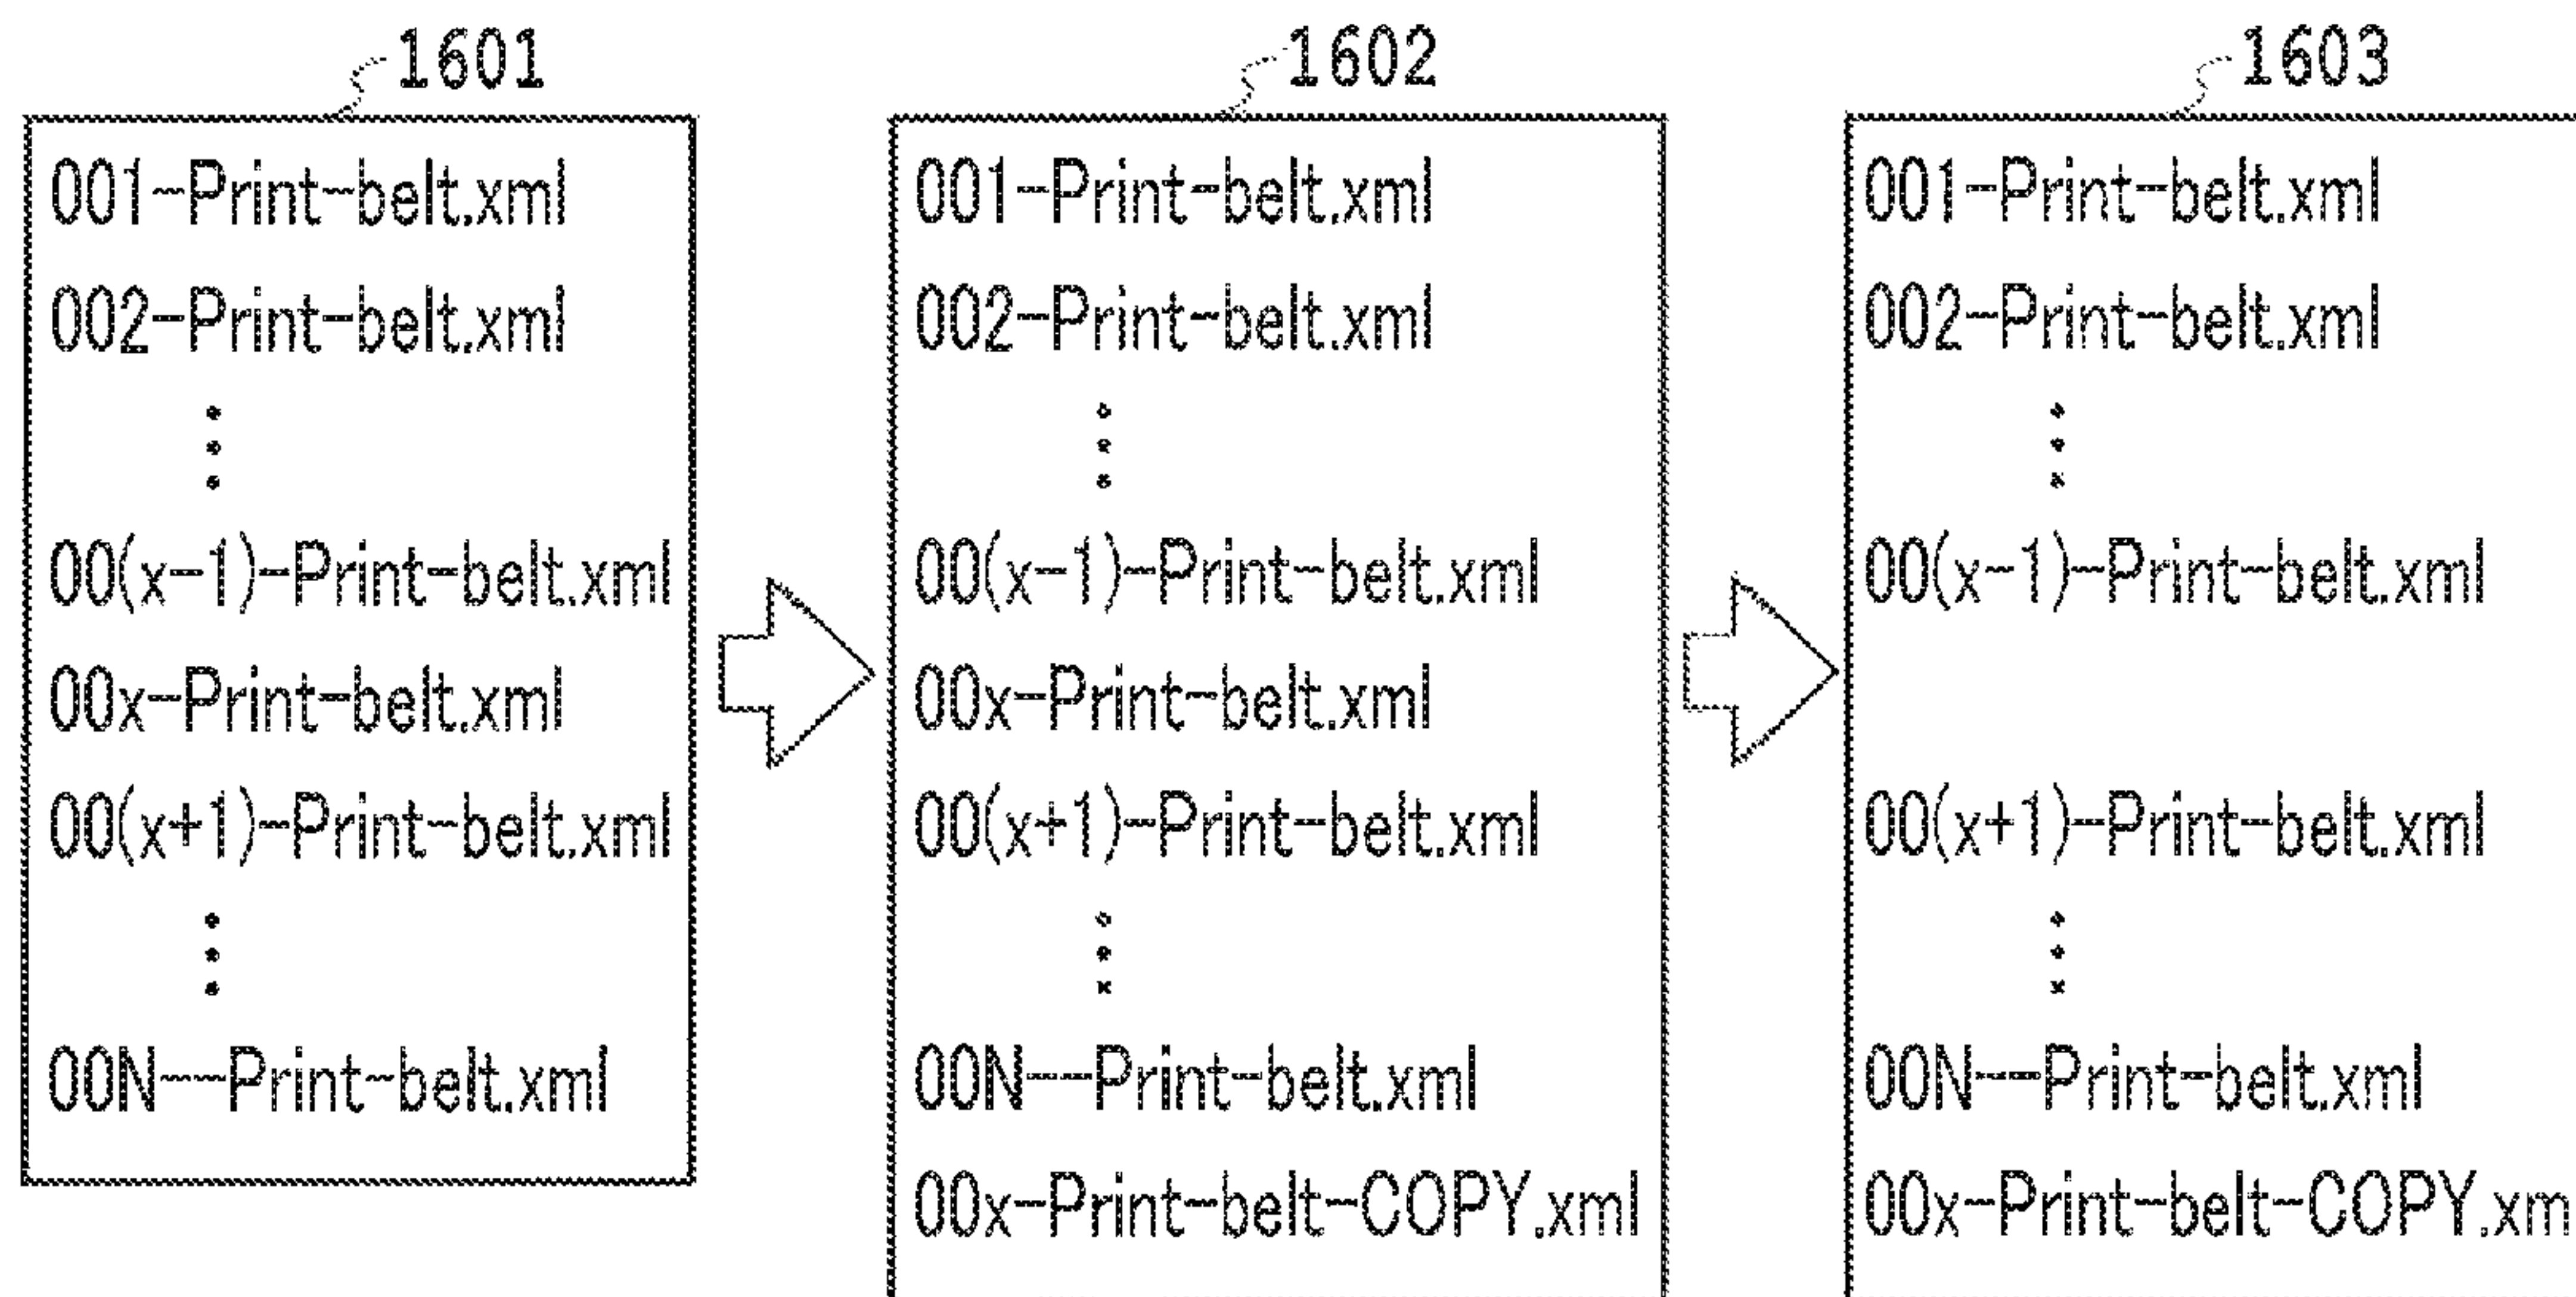 1601
001-Print-belt.xml
002-Print-belt.xml
00(x-1)-Print-belt.xml
00x-Print-belt.xml
00(x+1)-Print-belt.xml
00N--Print-belt.xml
1602
001-Print-belt.xml
002-Print-belt.xml
00(x-1)-Print-belt.xml
00x-Print-belt.xml
00(x+1)-Print-belt.xml
00N--Print-belt.xml
00x-Print-belt-COPY.xml
1603
001-Print-belt.xml
002-Print-belt.xml
00(x-1)-Print-belt.xml
00(x+1)-Print-belt.xml
00N--Print-belt.xml
00x-Print-belt-COPY.xm